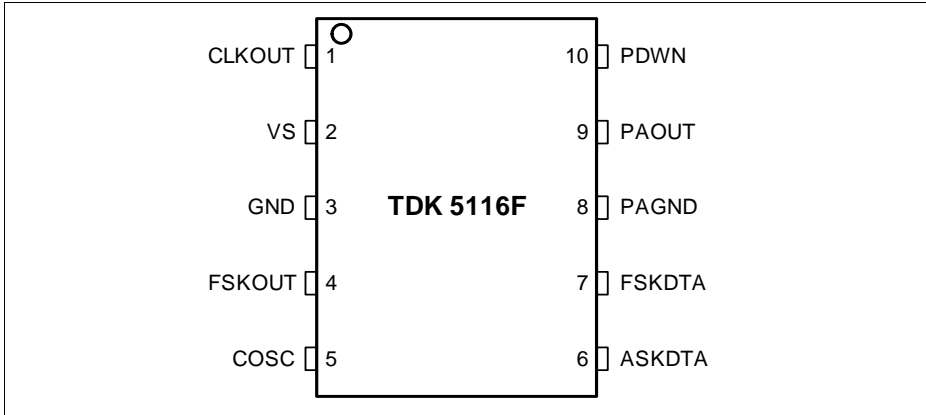 CLKOUT 1 10 PDWN
VS 2 9 PAOUT
GND 3 TDK 5116F 8 PAGND
FSKOUT 4 7 FSKDTA
COSC 5 6 ASKDTA